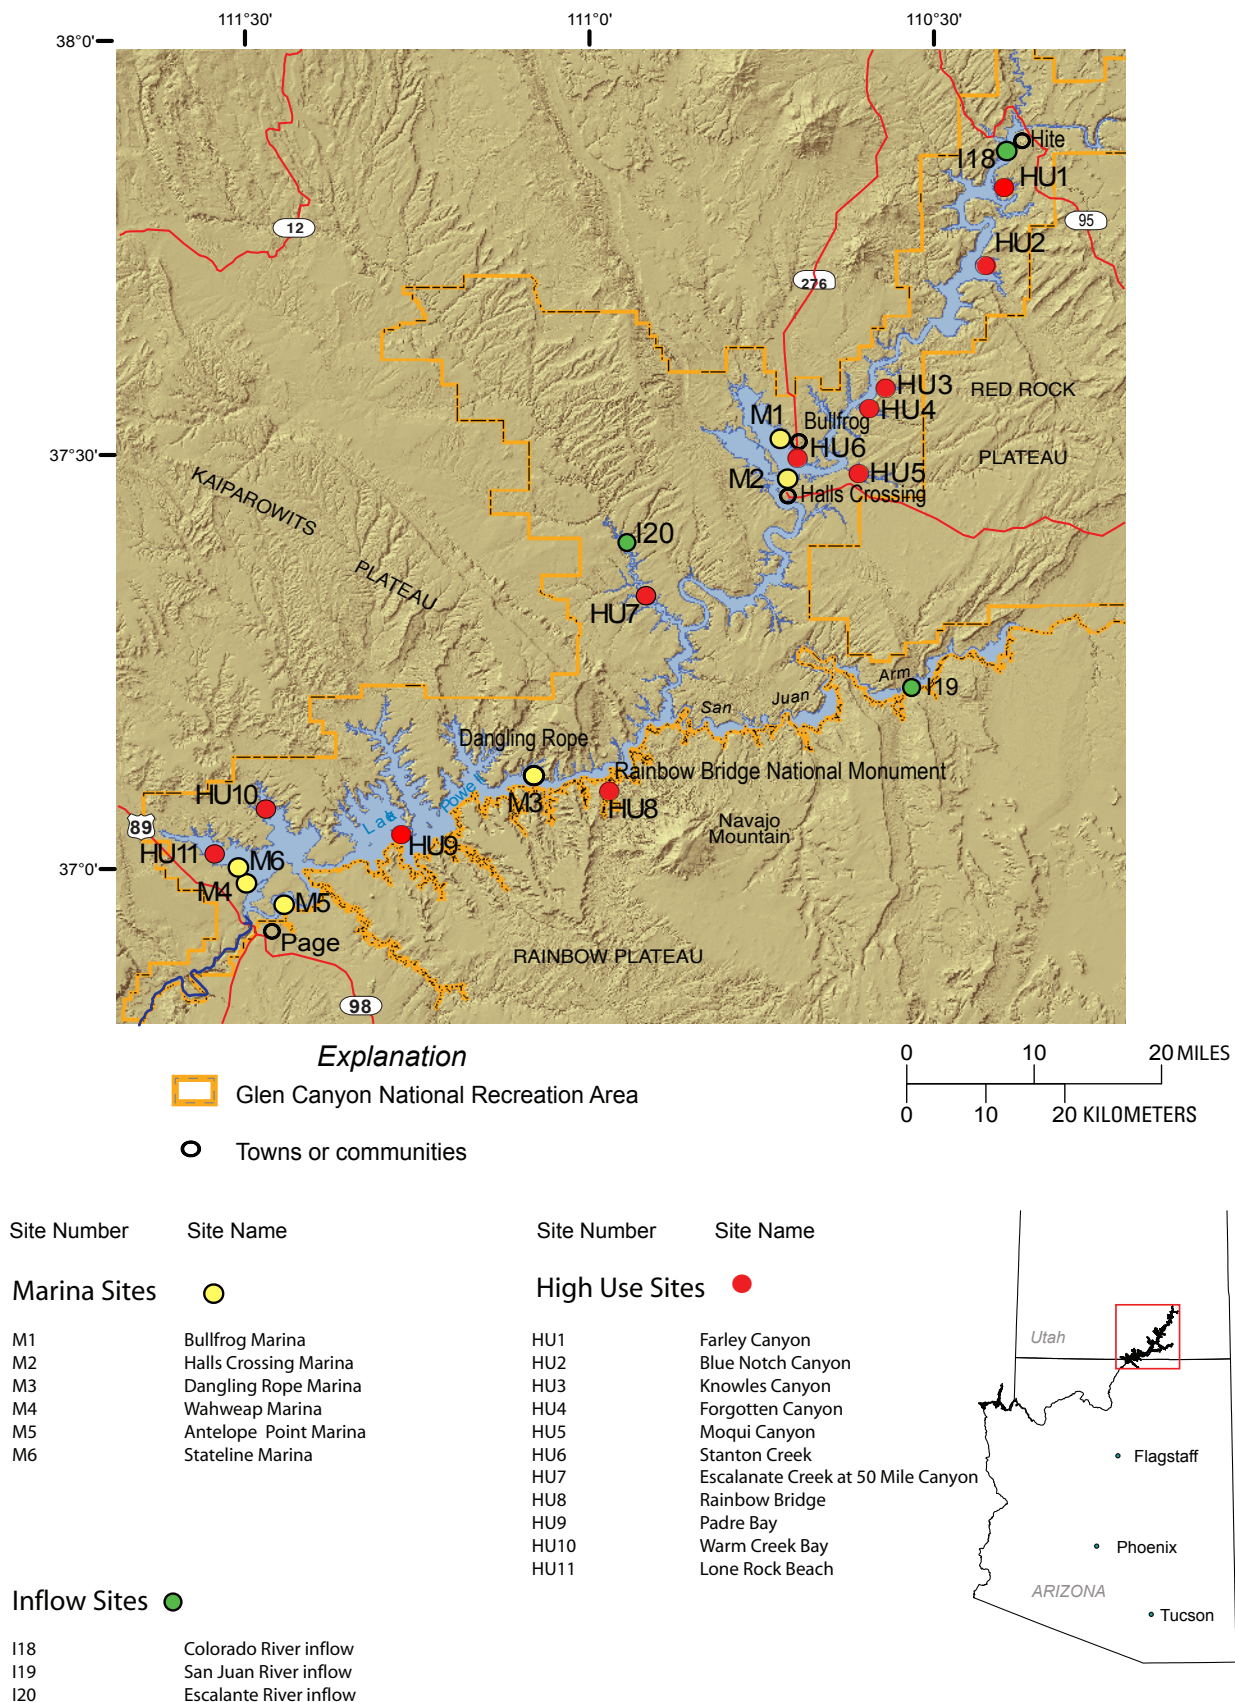 111°30'
111°0'
110°30'
38°0'
Hite
I18
HU1
12
95
HU2
276
HU3
RED ROCK
HU4
M1
Bullfrog
37°30'
HU6
PLATEAU
M2
HU5
KAIPAROWITS
Halls Crossing
I20
PLATEAU
HU7
Arm
I19
San Juan
Dangling Rope
Rainbow Bridge National Monument
Lake Powell
HU10
M3
HU8
Navajo
Mountain
89
HU9
HU11
M6
37°0'
M4
M5
Page
RAINBOW PLATEAU
98
Explanation
0 10 20 MILES
Glen Canyon National Recreation Area
0 10 20 KILOMETERS
Towns or communities
Site Number Site Name
Marina Sites
M1 Bullfrog Marina
M2 Halls Crossing Marina
M3 Dangling Rope Marina
M4 Wahweap Marina
M5 Antelope Point Marina
M6 Stateline Marina
Inflow Sites
I18 Colorado River inflow
I19 San Juan River inflow
I20 Escalante River inflow
Site Number Site Name
High Use Sites
HU1 Farley Canyon
HU2 Blue Notch Canyon
HU3 Knowles Canyon
HU4 Forgotten Canyon
HU5 Moqui Canyon
HU6 Stanton Creek
HU7 Escalanate Creek at 50 Mile Canyon
HU8 Rainbow Bridge
HU9 Padre Bay
HU10 Warm Creek Bay
HU11 Lone Rock Beach
Utah
Flagstaff
Phoenix
ARIZONA
Tucson